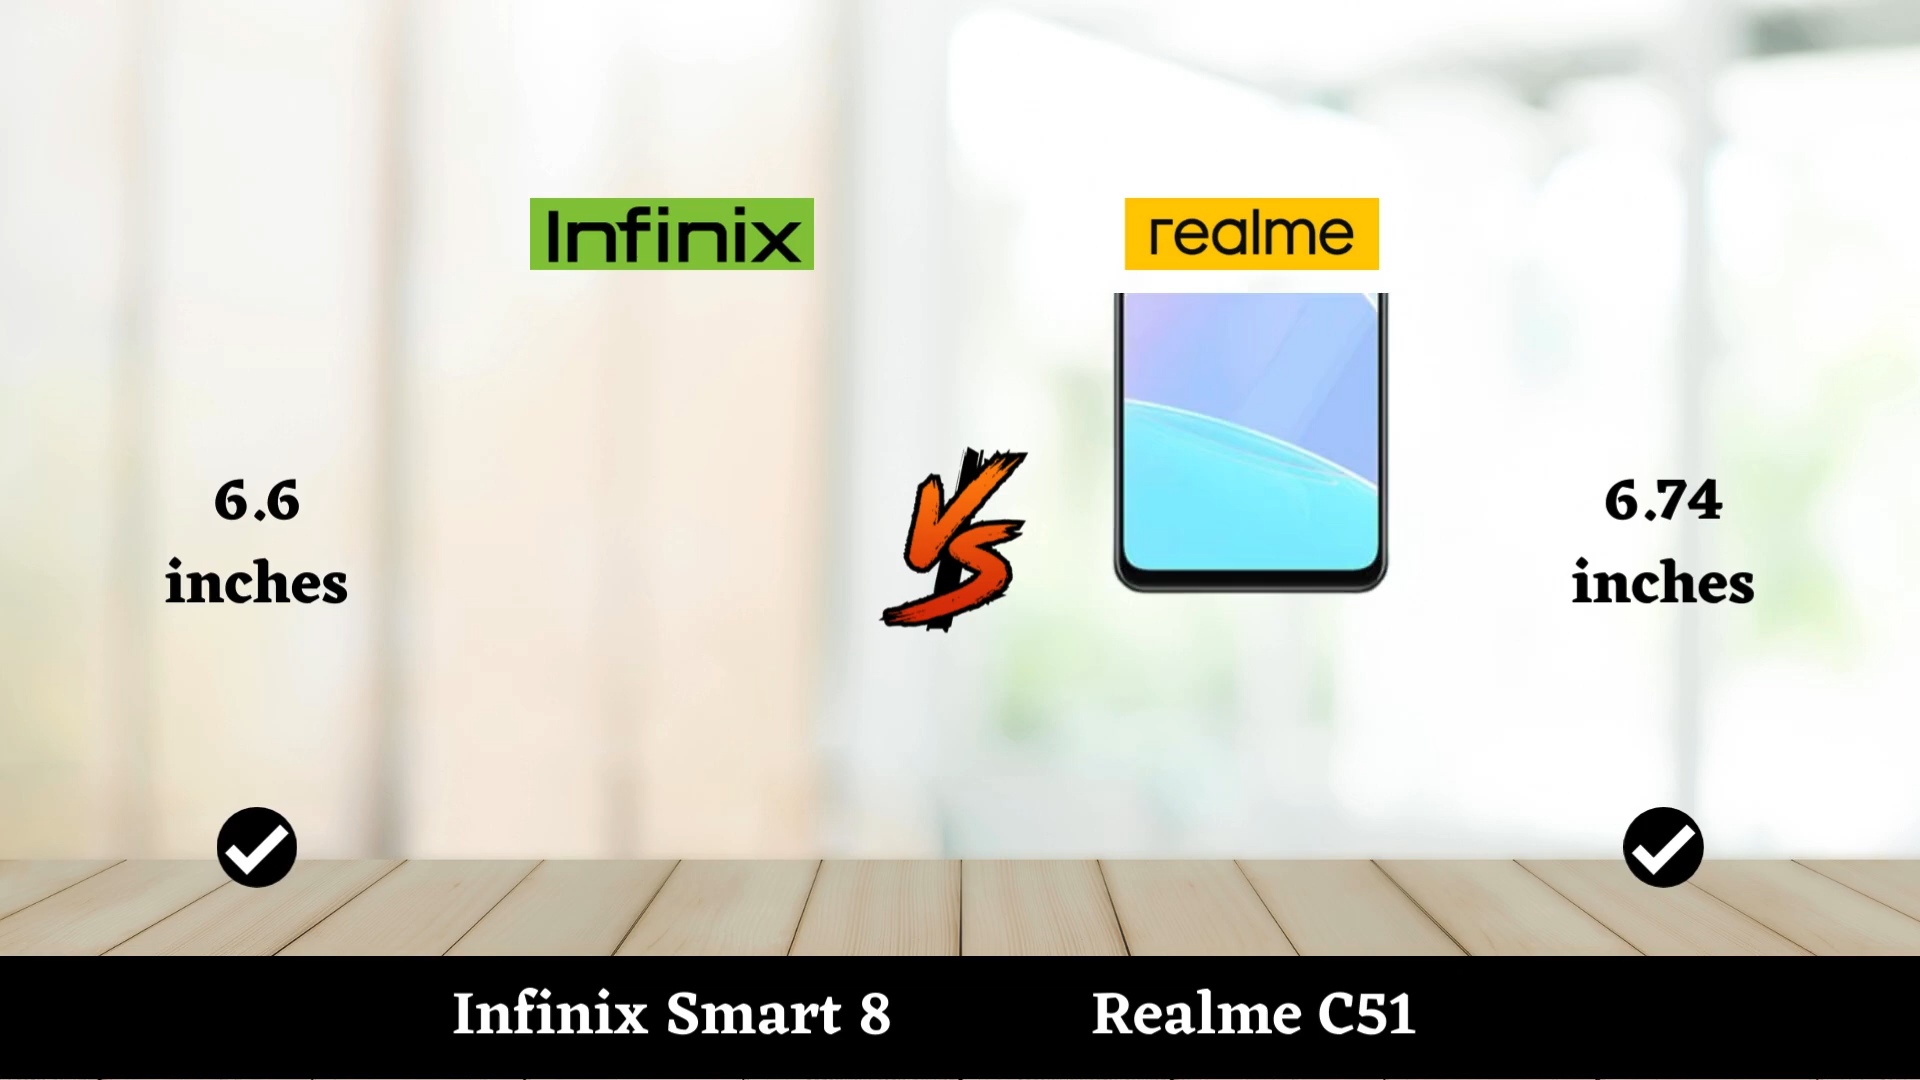 Infinix
realme
VS
6.6
inches
6.74
inches
Infinix Smart 8
Realme C51